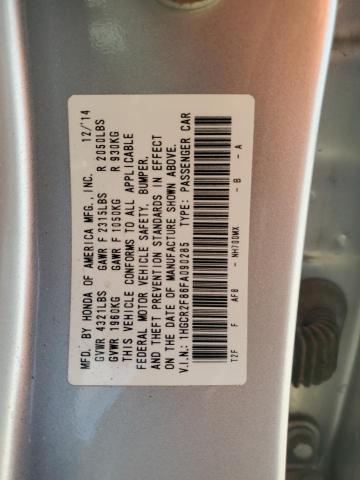 MFD. BY HONDA OF AMERICA MFG., INC. 12/'14
GVWR 4321LBS GAWR F 2315LBS R 2050LBS
GVWR 1960KG GAWR F 1050KG R 930KG
THIS VEHICLE CONFORMS TO ALL APPLICABLE
FEDERAL MOTOR VEHICLE SAFETY, BUMPER,
AND THEFT PREVENTION STANDARDS IN EFFECT
ON THE DATE OF MANUFACTURE SHOWN ABOVE.
V.I.N.: 1HGCR2F86FA090285 TYPE: PASSENGER CAR
T2F F AF8 - NH700MX - B - A